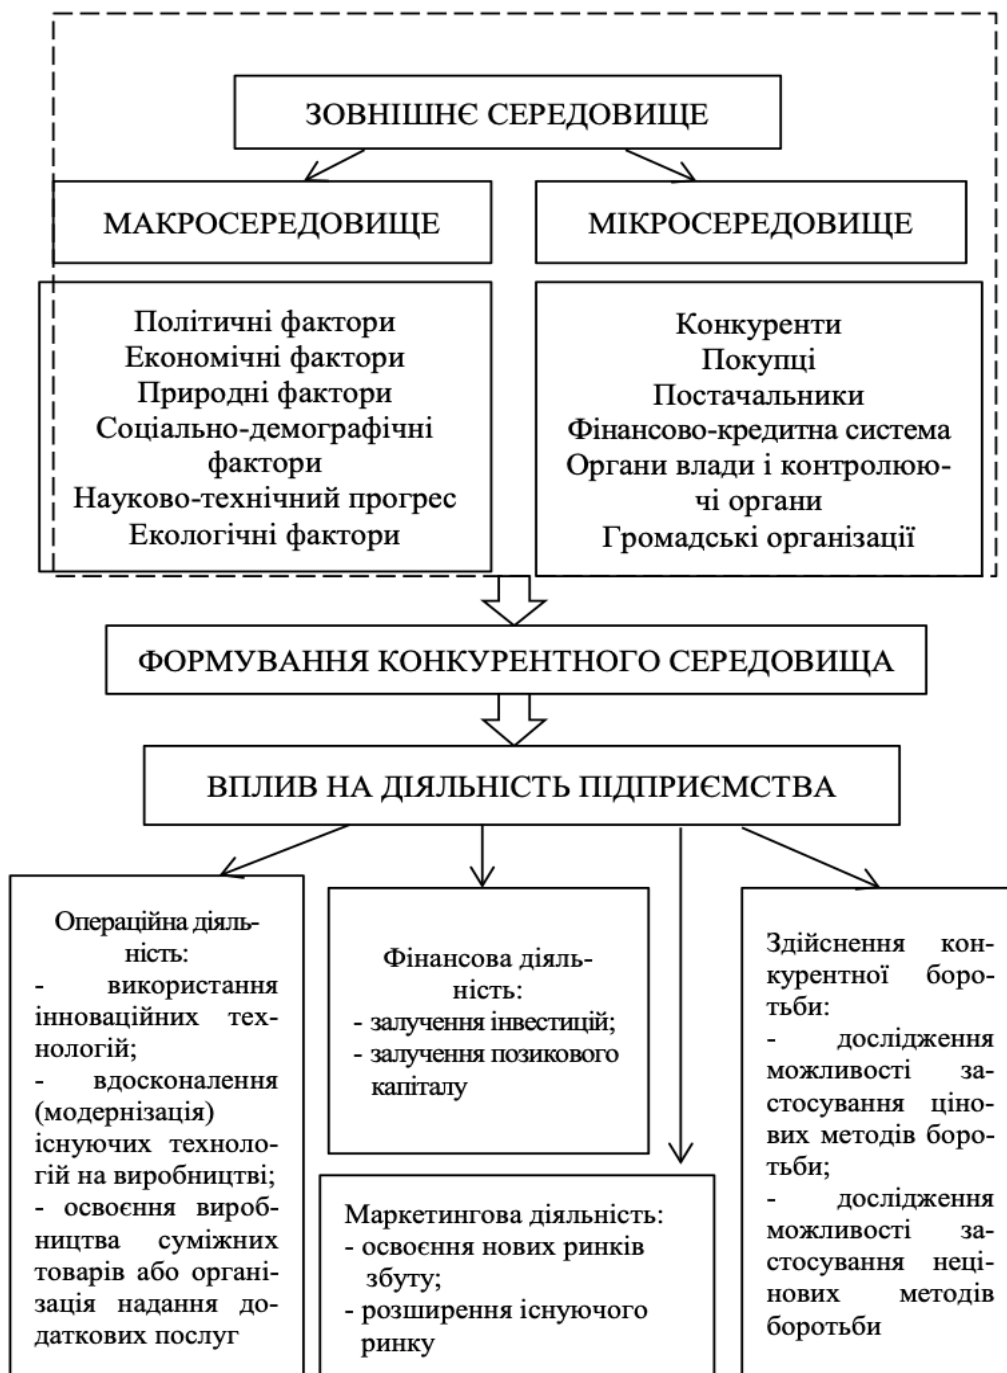 ЗОВНІШНЄ СЕРЕДОВИЩЕ
МАКРОСЕРЕДОВИЩЕ
МІКРОСЕРЕДОВИЩЕ
Політичні фактори
Економічні фактори
Природні фактори
Соціально-демографічні
фактори
Науково-технічний прогрес
Екологічні фактори
Конкуренти
Покупці
Постачальники
Фінансово-кредитна система
Органи влади і контролюю-
чі органи
Громадські організації
ФОРМУВАННЯ КОНКУРЕНТНОГО СЕРЕДОВИЩА
ВПЛИВ НА ДІЯЛЬНІСТЬ ПІДПРИЄМСТВА
Операційна діяль-
ність:
- використання
інноваційних тех-
нологій;
- вдосконалення
(модернізація)
існуючих техноло-
гій на виробництві;
- освоєння вироб-
ництва суміжних
товарів або органі-
зація надання до-
даткових послуг
Фінансова діяль-
ність:
- залучення інвестицій;
- залучення позикового
капіталу
Маркетингова діяльність:
- освоєння нових ринків
збуту;
- розширення існуючого
ринку
Здійснення кон-
курентної боро-
тьби:
- дослідження
можливості за-
стосування ціно-
вих методів боро-
тьби;
- дослідження
можливості за-
стосування неці-
нових методів
боротьби